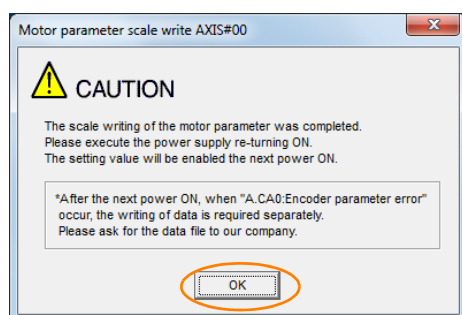 Motor parameter scale write AXIS#00
CAUTION
The scale writing of the motor parameter was completed.
Please execute the power supply re-turning ON.
The setting value will be enabled the next power ON.
*After the next power ON, when "A.CA0:Encoder parameter error"
occur, the writing of data is required separately.
Please ask for the data file to our company.
OK